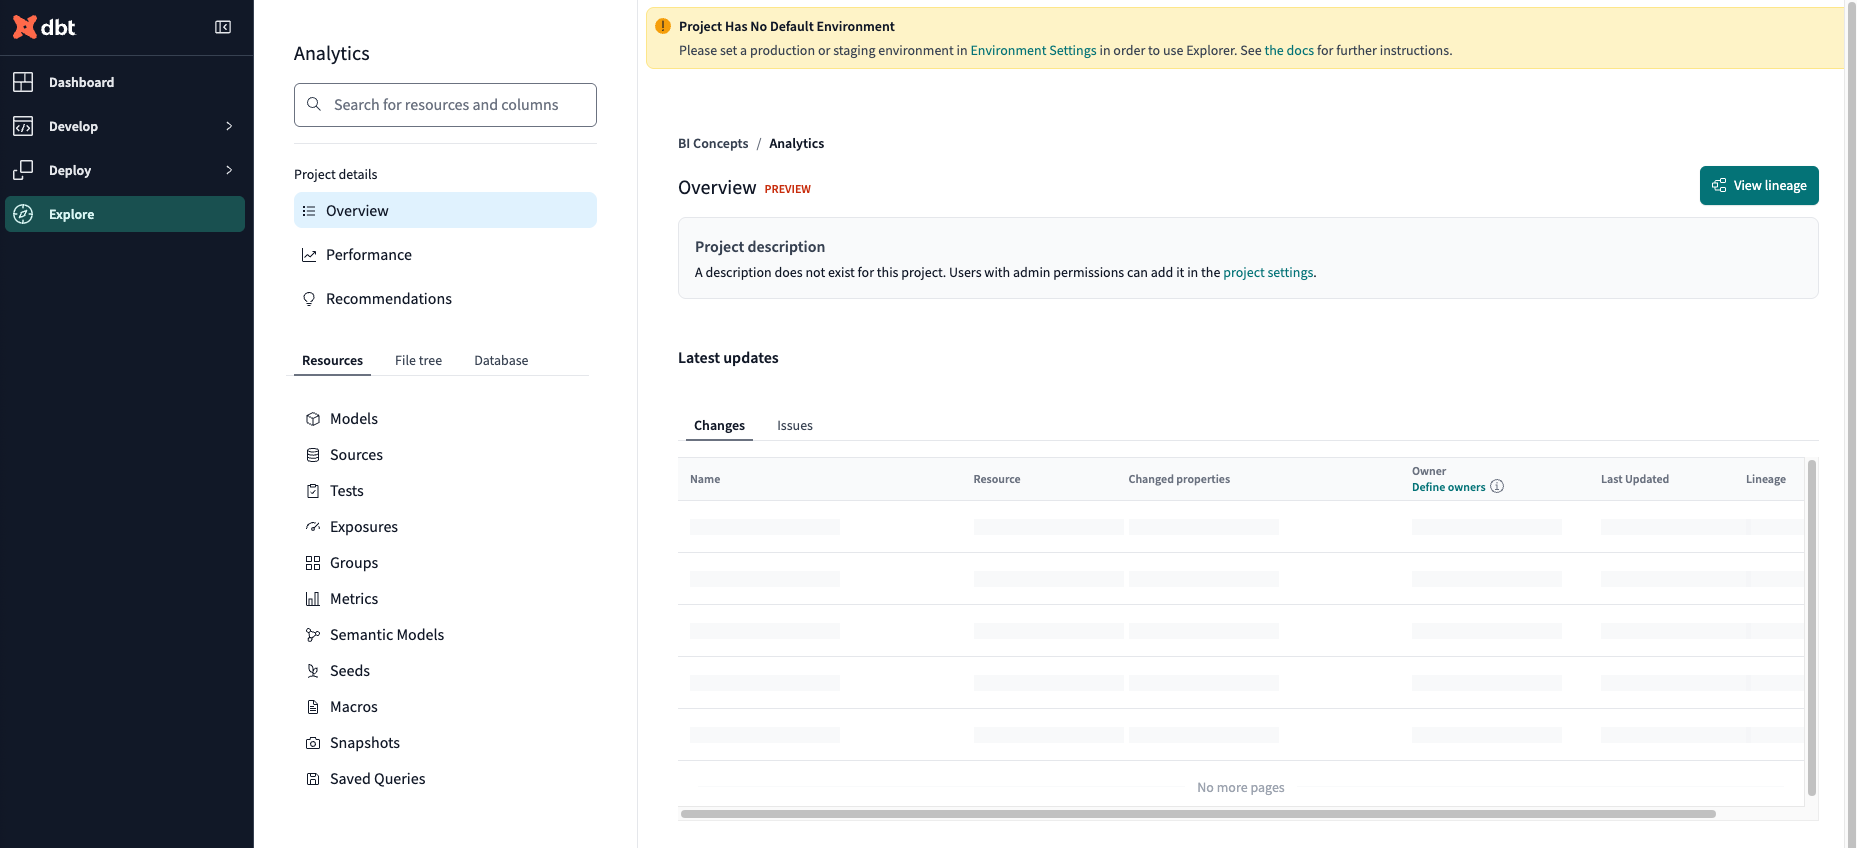 dbt
Dashboard
Develop
Deploy
Explore
Analytics
Search for resources and columns
Project details
Overview
Performance
Recommendations
Resources File tree Database
Models
Sources
Tests
Exposures
Groups
Metrics
Semantic Models
Seeds
Macros
Snapshots
Saved Queries
Project Has No Default Environment
Please set a production or staging environment in Environment Settings in order to use Explorer. See the docs for further instructions.
BI Concepts / Analytics
Overview PREVIEW
View lineage
Project description
A description does not exist for this project. Users with admin permissions can add it in the project settings.
Latest updates
Changes Issues
Name Resource Changed properties Owner Define owners Last Updated Lineage
No more pages